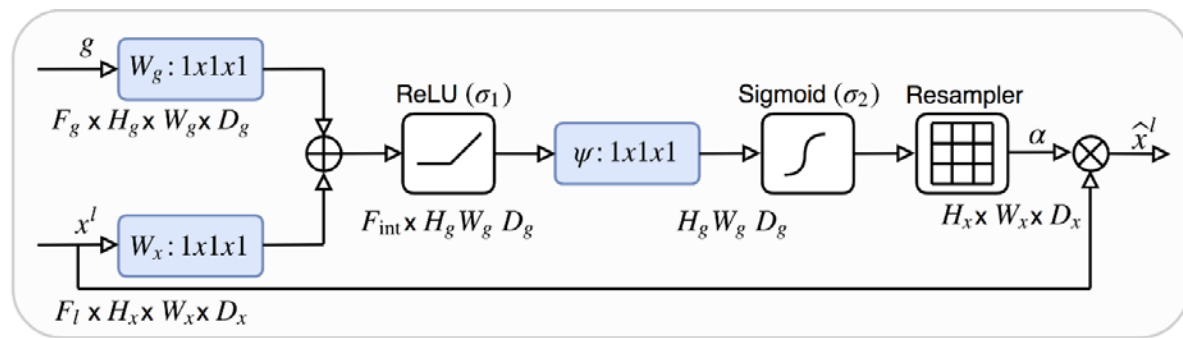 g
W_g : 1x1x1
F_g x H_g x W_g x D_g
ReLU (σ_1)
Sigmoid (σ_2)
Resampler
ψ : 1x1x1
α
x̂^l
x^l
W_x : 1x1x1
F_int x H_g W_g D_g
H_g W_g D_g
H_x x W_x x D_x
F_l x H_x x W_x x D_x